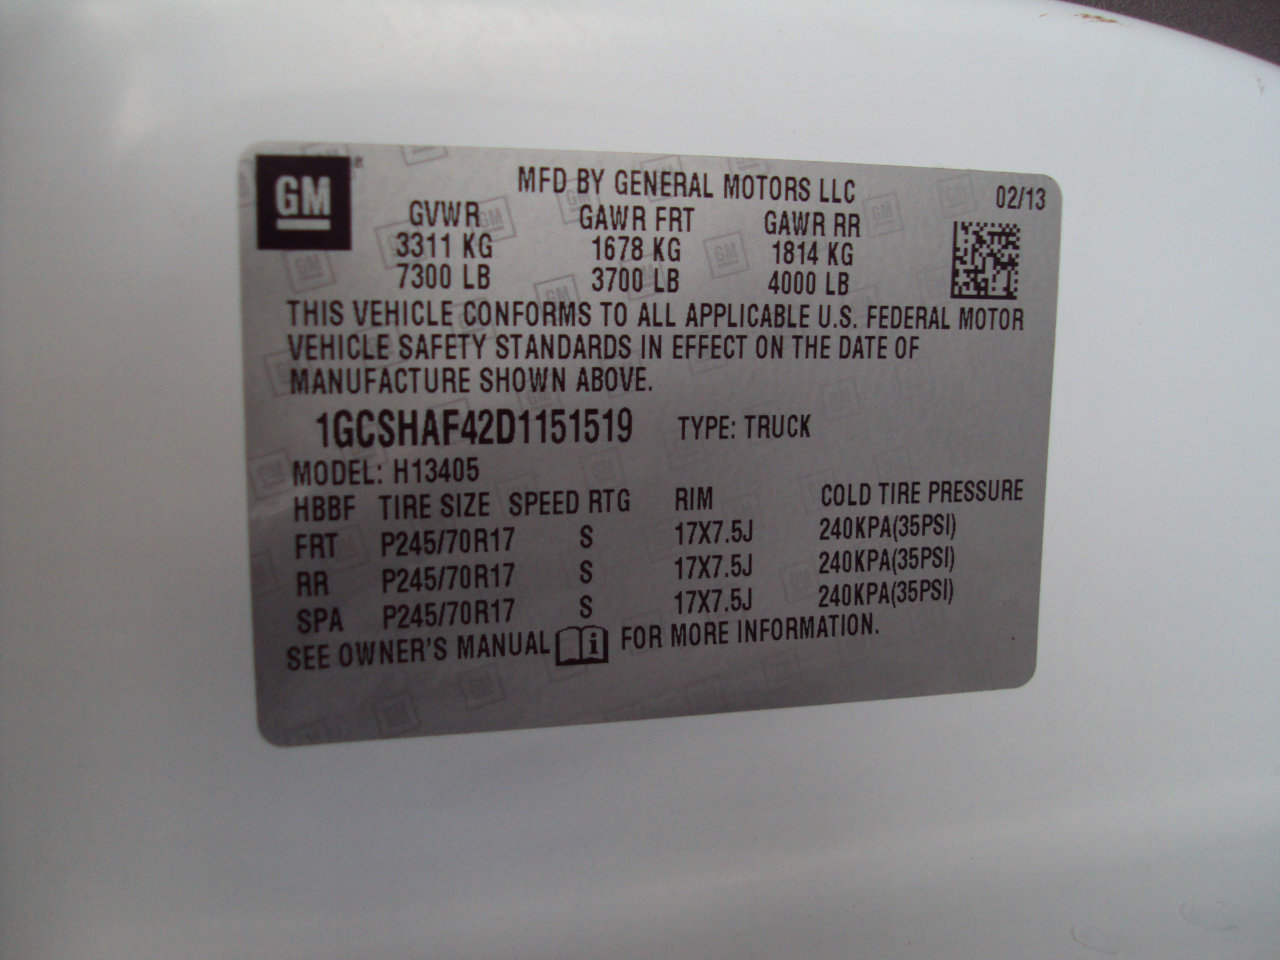 GM
MFD BY GENERAL MOTORS LLC 02/13
GVWR GAWR FRT GAWR RR
3311 KG 1678 KG 1814 KG
7300 LB 3700 LB 4000 LB
THIS VEHICLE CONFORMS TO ALL APPLICABLE U.S. FEDERAL MOTOR
VEHICLE SAFETY STANDARDS IN EFFECT ON THE DATE OF
MANUFACTURE SHOWN ABOVE.
1GCSHAF42D1151519 TYPE: TRUCK
MODEL: H13405
HBBF TIRE SIZE SPEED RTG RIM COLD TIRE PRESSURE
FRT P245/70R17 S 17X7.5J 240KPA(35PSI)
RR P245/70R17 S 17X7.5J 240KPA(35PSI)
SPA P245/70R17 S 17X7.5J 240KPA(35PSI)
SEE OWNER'S MANUAL i FOR MORE INFORMATION.